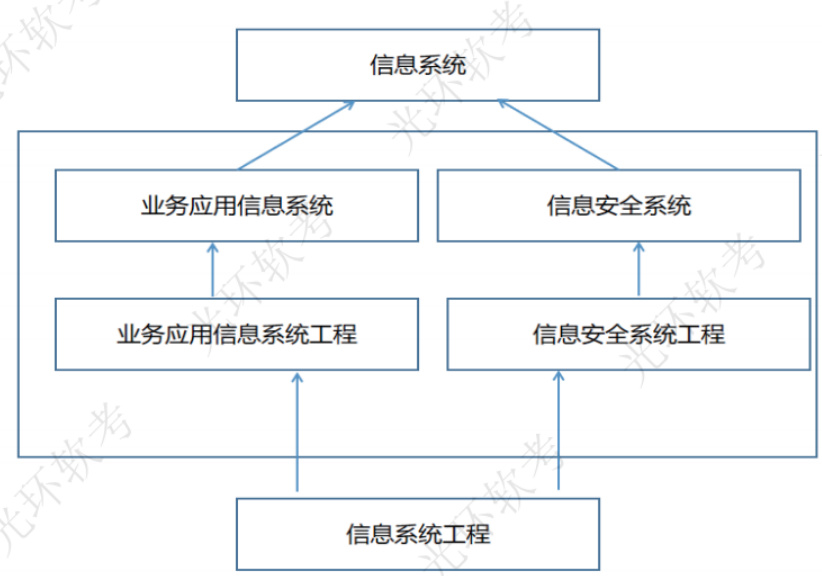 信息系统
业务应用信息系统
信息安全系统
业务应用信息系统工程
信息安全系统工程
信息系统工程
光环软考
光环软考
光环软考
光环软考
光环软考
光环软考